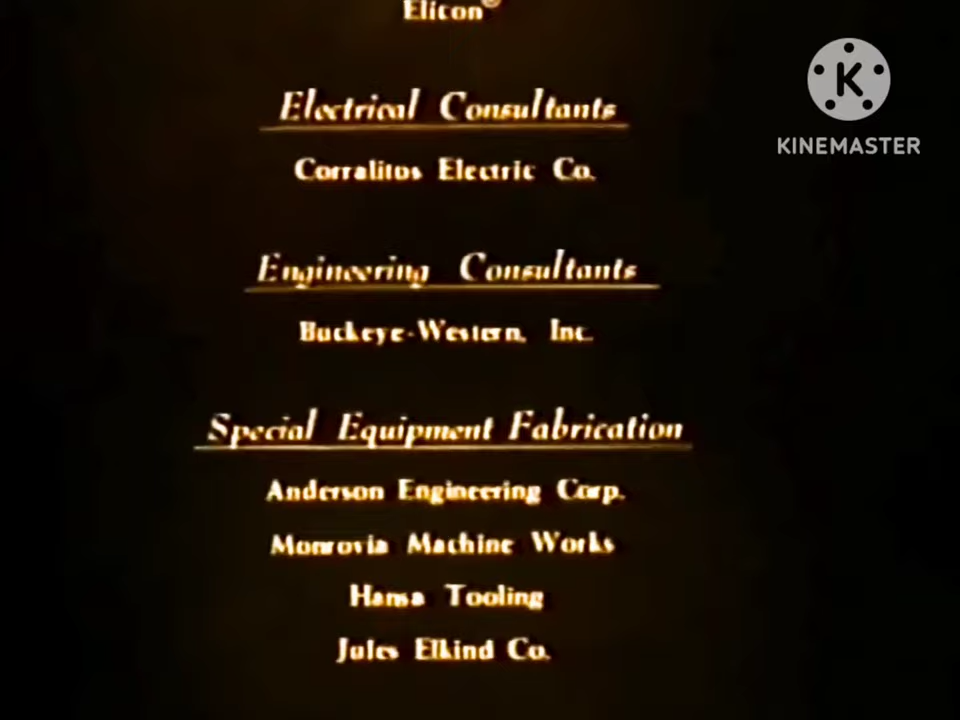 Elicon®
Electrical Consultants
Corralitos Electric Co.
Engineering Consultants
Buckeye-Western, Inc.
Special Equipment Fabrication
Anderson Engineering Corp.
Monrovia Machine Works
Hansa Tooling
Jules Elkind Co.
K
KINEMASTER